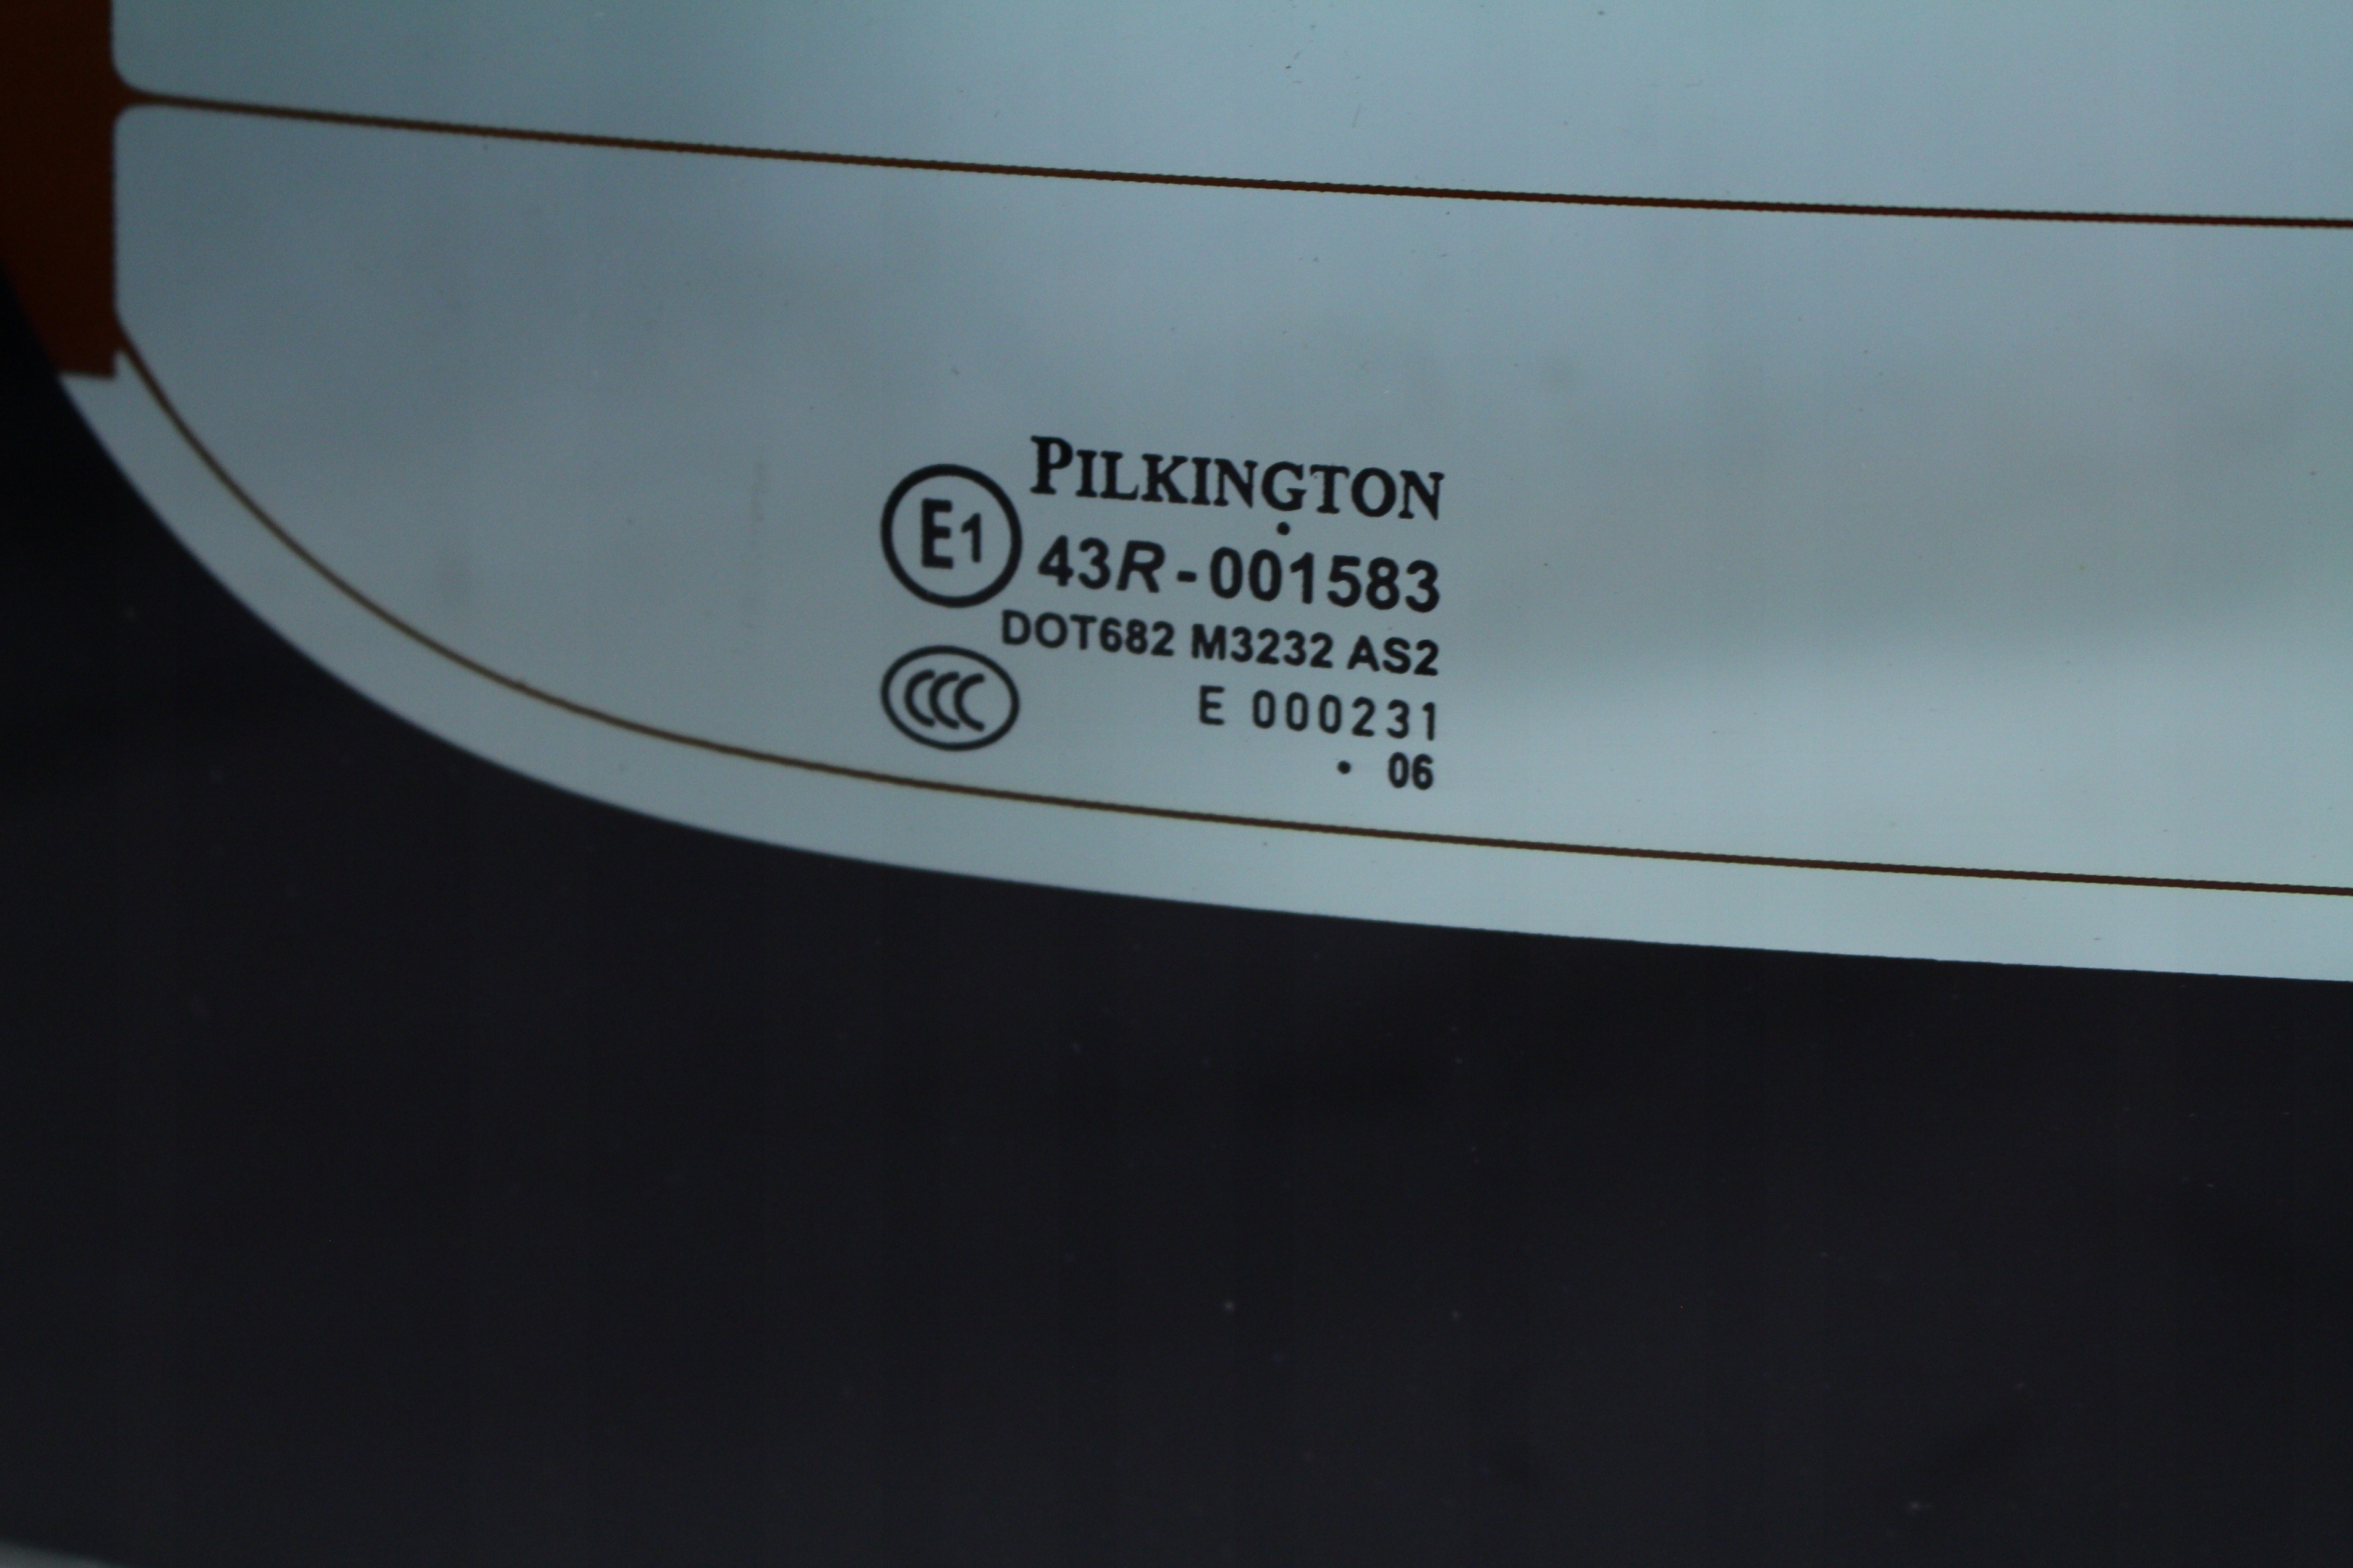 PILKINGTON
E1 43R-001583
DOT682 M3232 AS2
CCC E 000231
• 06